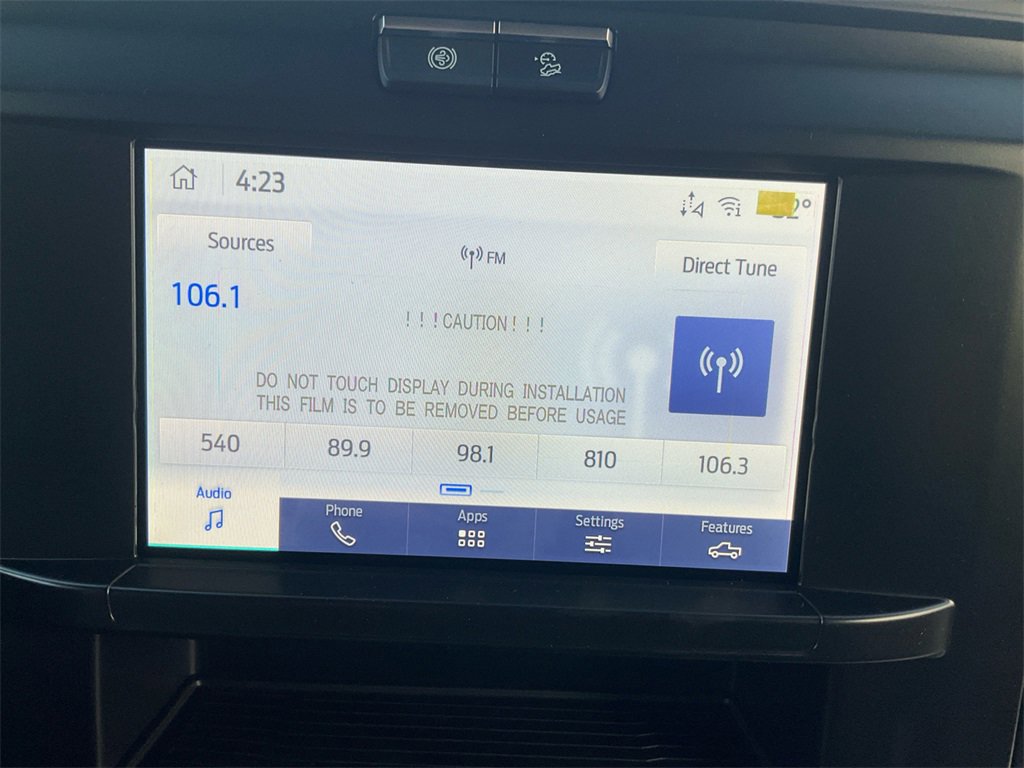 4:23
Sources
FM
Direct Tune
106.1
! ! ! CAUTION ! ! !
DO NOT TOUCH DISPLAY DURING INSTALLATION
THIS FILM IS TO BE REMOVED BEFORE USAGE
540 89.9 98.1 810 106.3
Audio Phone Apps Settings Features